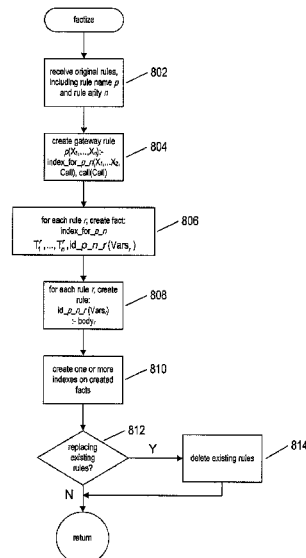 factize
receive original rules,
including rule name p
and rule arity n
802
create gateway rule
p(X₁,...,Xₙ):-
index_for_p_n(X₁,...X₂,
Call), call(Call)
804
for each rule r, create fact:
index_for_p_n
T₁ʳ,...,Tₙʳ,id_p_n_r(Varsᵣ)
806
for each rule r, create
rule:
id_p_n_r(Varsᵣ)
:- bodyᵣ
808
create one or more
indexes on created
facts
810
812
replacing
existing
rules?
Y
delete existing rules
814
N
return